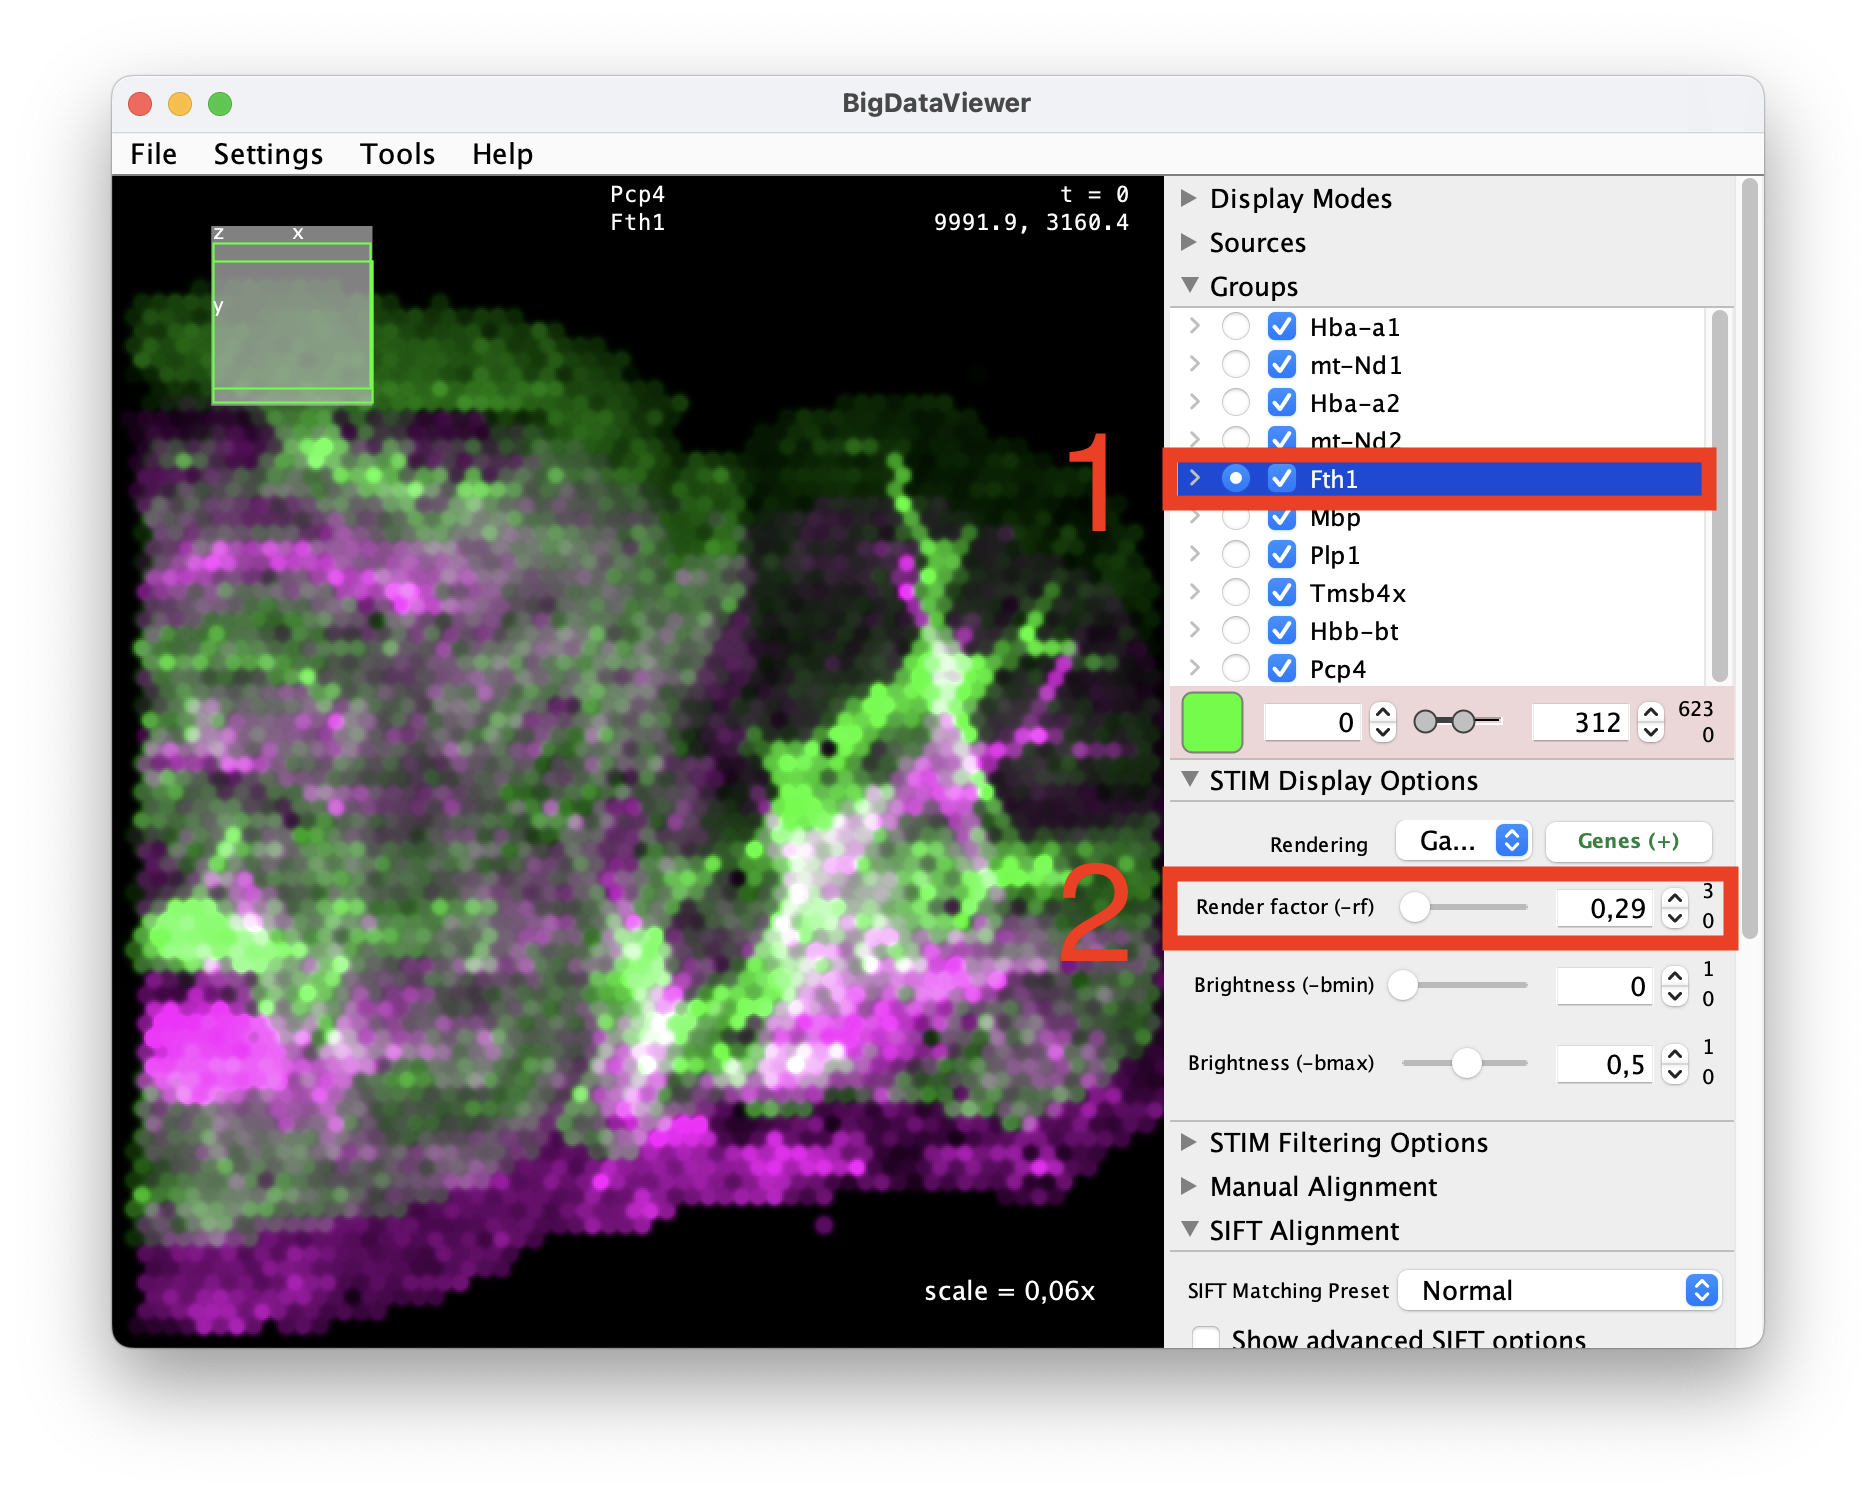 BigDataViewer
File Settings Tools Help
Pcp4 t = 0
Fth1 9991.9, 3160.4
z x
y
Display Modes
Sources
Groups
Hba-a1
mt-Nd1
Hba-a2
mt-Nd2
1 Fth1
Mbp
Plp1
Tmsb4x
Hbb-bt
Pcp4
0 312 623
0
STIM Display Options
Rendering Ga... Genes (+)
2 Render factor (-rf) 0,29 3
0
Brightness (-bmin) 0 1
0
Brightness (-bmax) 0,5 1
0
STIM Filtering Options
Manual Alignment
SIFT Alignment
scale = 0,06x
SIFT Matching Preset Normal
Show advanced SIFT options